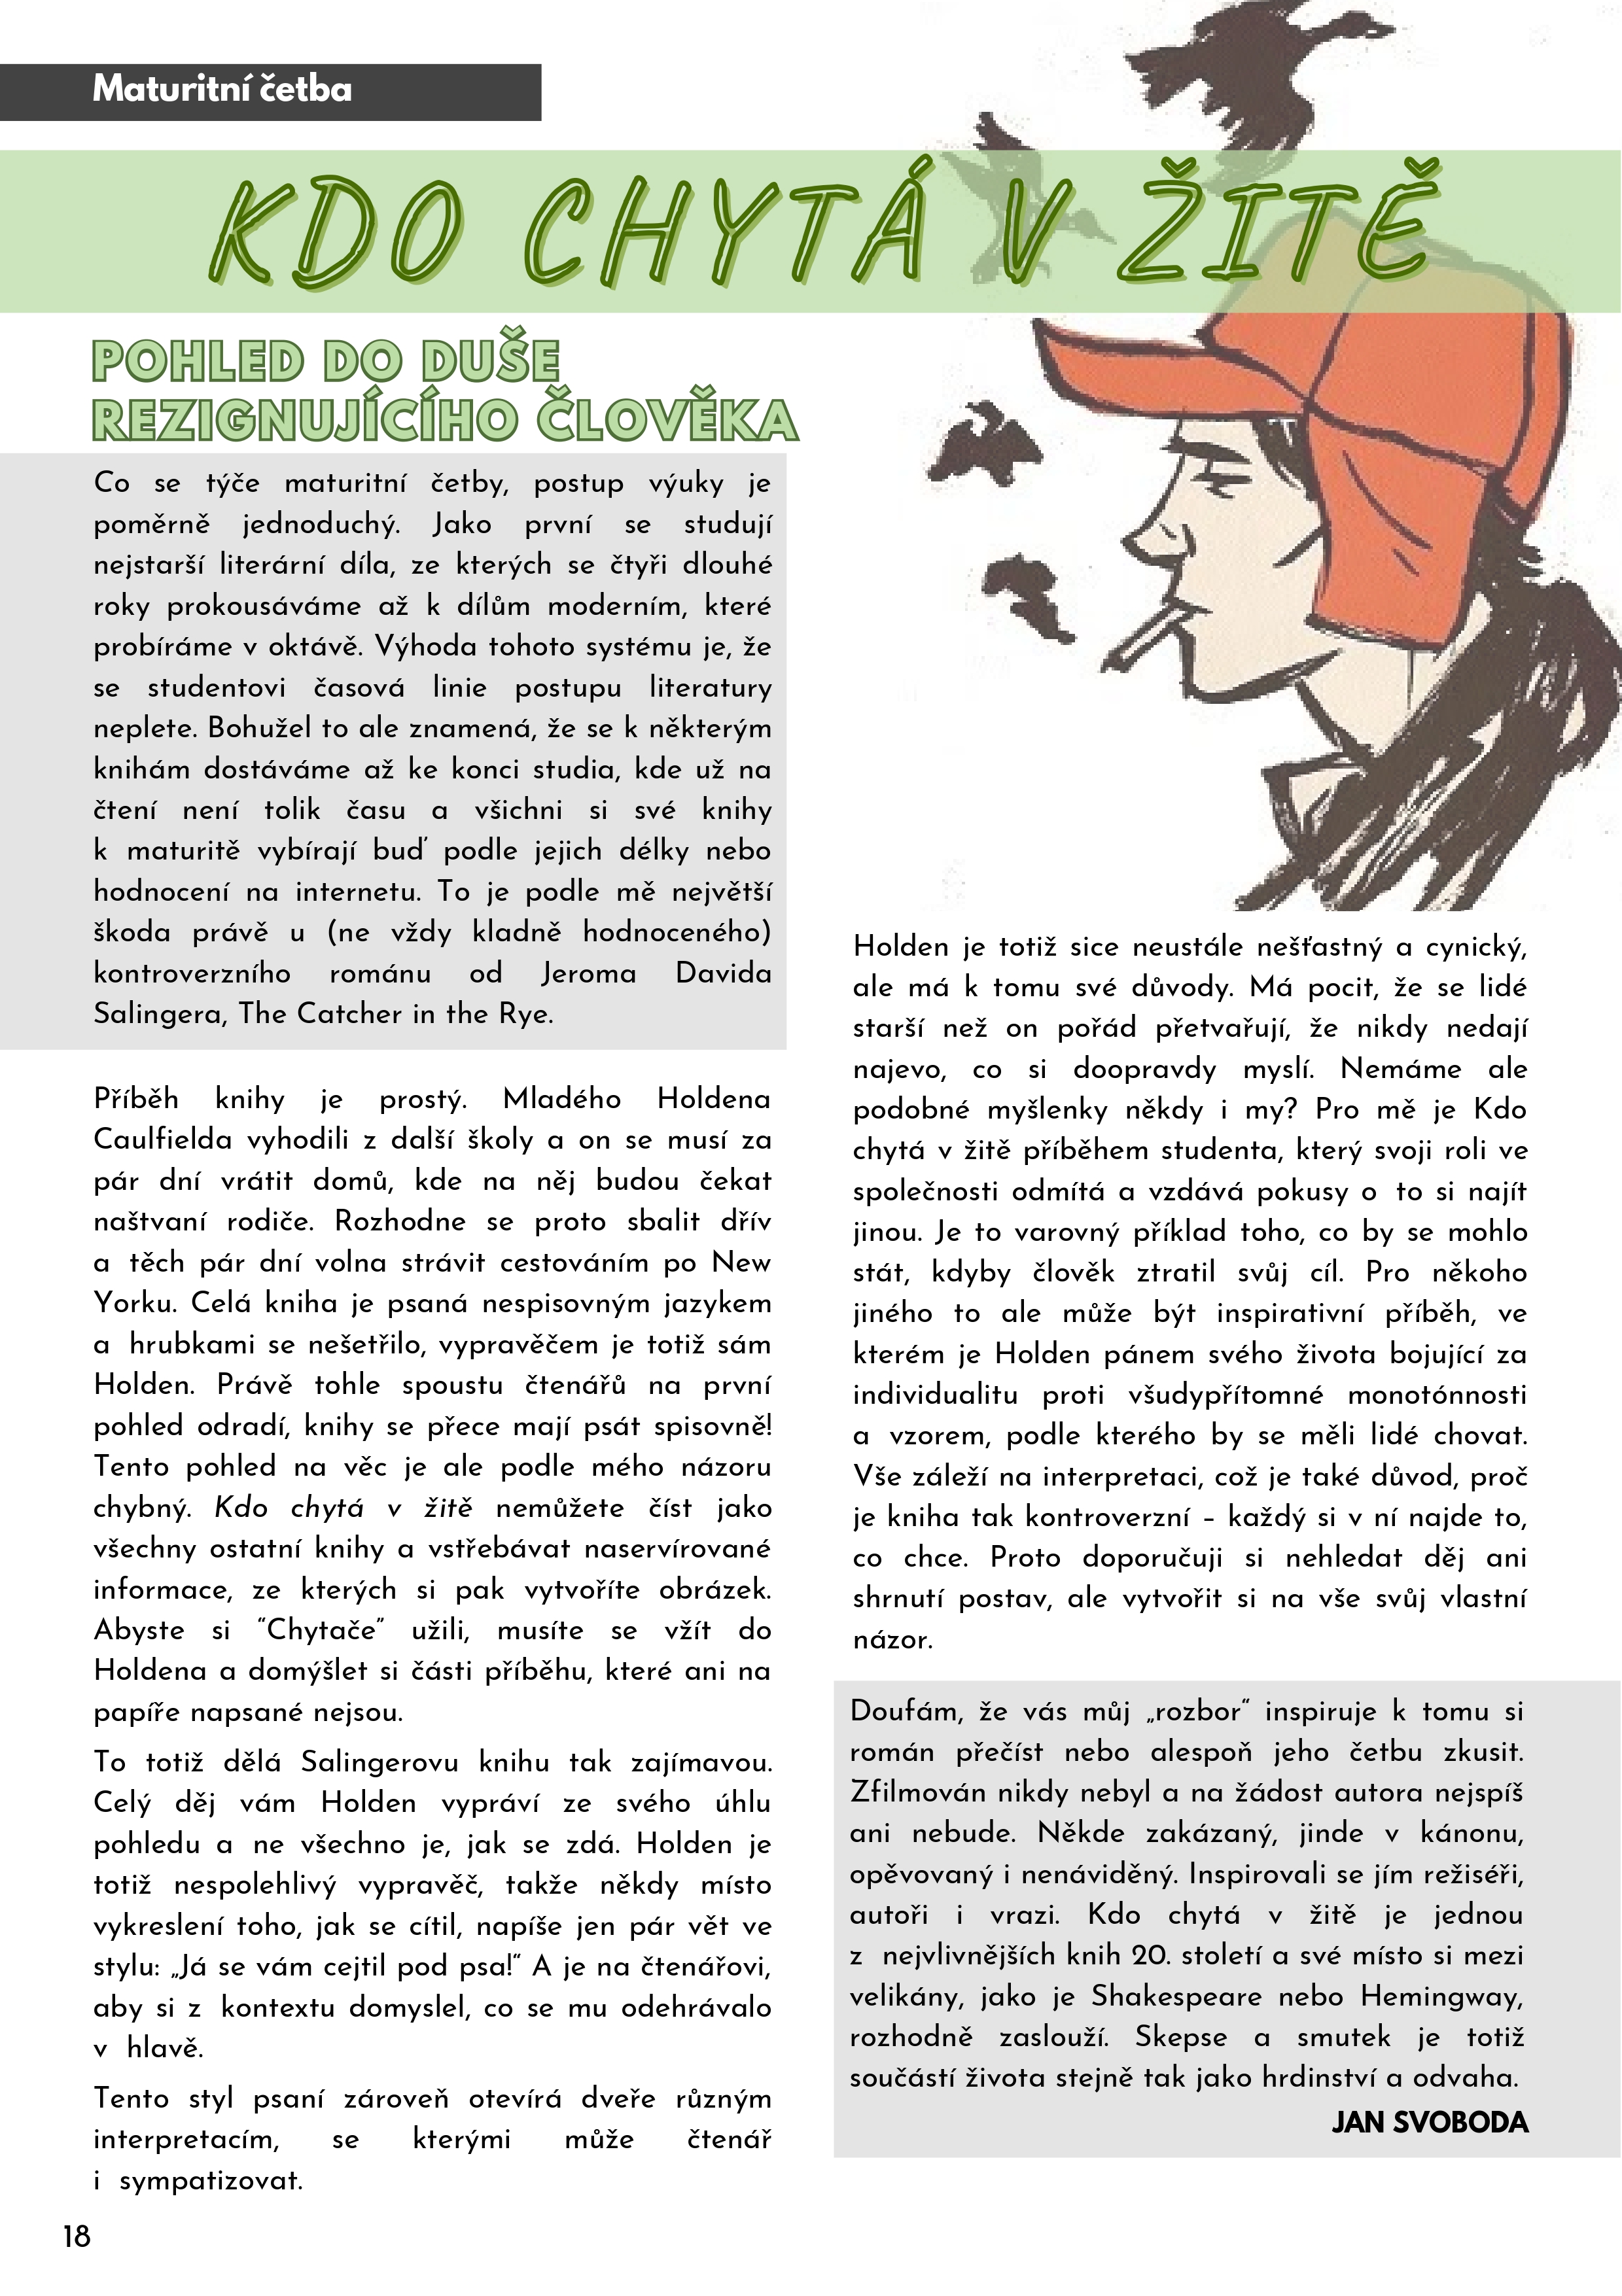 Maturitní četba
KDO CHYTÁ V ŽITĚ
POHLED DO DUŠE
REZIGNUJÍCÍHO ČLOVĚKA
Co se týče maturitní četby, postup výuky je
poměrně jednoduchý. Jako první se studují
nejstarší literární díla, ze kterých se čtyři dlouhé
roky prokousáváme až k dílům moderním, které
probíráme v oktávě. Výhoda tohoto systému je, že
se studentovi časová linie postupu literatury
neplete. Bohužel to ale znamená, že se k některým
knihám dostáváme až ke konci studia, kde už na
čtení není tolik času a všichni si své knihy
k maturitě vybírají buď podle jejich délky nebo
hodnocení na internetu. To je podle mě největší
škoda právě u (ne vždy kladně hodnoceného)
kontroverzního románu od Jeroma Davida
Salingera, The Catcher in the Rye.
Příběh knihy je prostý. Mladého Holdena
Caulfielda vyhodili z další školy a on se musí za
pár dní vrátit domů, kde na něj budou čekat
naštvaní rodiče. Rozhodne se proto sbalit dřív
a těch pár dní volna strávit cestováním po New
Yorku. Celá kniha je psaná nespisovným jazykem
a hrubkami se nešetřilo, vypravěčem je totiž sám
Holden. Právě tohle spoustu čtenářů na první
pohled odradí, knihy se přece mají psát spisovně!
Tento pohled na věc je ale podle mého názoru
chybný. Kdo chytá v žitě nemůžete číst jako
všechny ostatní knihy a vstřebávat naservírované
informace, ze kterých si pak vytvoříte obrázek.
Abyste si “Chytače” užili, musíte se vžít do
Holdena a domýšlet si části příběhu, které ani na
papíře napsané nejsou.
To totiž dělá Salingerovu knihu tak zajímavou.
Celý děj vám Holden vypráví ze svého úhlu
pohledu a ne všechno je, jak se zdá. Holden je
totiž nespolehlivý vypravěč, takže někdy místo
vykreslení toho, jak se cítil, napíše jen pár vět ve
stylu: „Já se vám cejtil pod psa!“ A je na čtenářovi,
aby si z kontextu domyslel, co se mu odehrávalo
v hlavě.
Tento styl psaní zároveň otevírá dveře různým
interpretacím, se kterými může čtenář
i sympatizovat.
Holden je totiž sice neustále nešťastný a cynický,
ale má k tomu své důvody. Má pocit, že se lidé
starší než on pořád přetvařují, že nikdy nedají
najevo, co si doopravdy myslí. Nemáme ale
podobné myšlenky někdy i my? Pro mě je Kdo
chytá v žitě příběhem studenta, který svoji roli ve
společnosti odmítá a vzdává pokusy o to si najít
jinou. Je to varovný příklad toho, co by se mohlo
stát, kdyby člověk ztratil svůj cíl. Pro někoho
jiného to ale může být inspirativní příběh, ve
kterém je Holden pánem svého života bojující za
individualitu proti všudypřítomné monotónnosti
a vzorem, podle kterého by se měli lidé chovat.
Vše záleží na interpretaci, což je také důvod, proč
je kniha tak kontroverzní – každý si v ní najde to,
co chce. Proto doporučuji si nehledat děj ani
shrnutí postav, ale vytvořit si na vše svůj vlastní
názor.
Doufám, že vás můj „rozbor“ inspiruje k tomu si
román přečíst nebo alespoň jeho četbu zkusit.
Zfilmován nikdy nebyl a na žádost autora nejspíš
ani nebude. Někde zakázaný, jinde v kánonu,
opěvovaný i nenáviděný. Inspirovali se jím režiséři,
autoři i vrazi. Kdo chytá v žitě je jednou
z nejvlivnějších knih 20. století a své místo si mezi
velikány, jako je Shakespeare nebo Hemingway,
rozhodně zaslouží. Skepse a smutek je totiž
součástí života stejně tak jako hrdinství a odvaha.
JAN SVOBODA
18